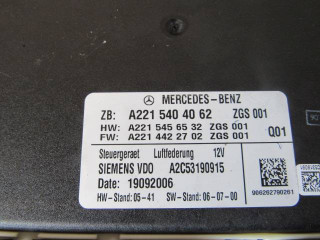 MERCEDES-BENZ
ZB: A221 540 40 62 ZGS 001
HW: A221 545 65 32 ZGS 001
FW: A221 442 27 02 ZGS 001 Q01
Steuergeraet Luftfederung 12V
SIEMENS VDO A2C53190915
Date: 19092006
HW-Stand: 05-41 SW-Stand: 06-07-00
906262790261